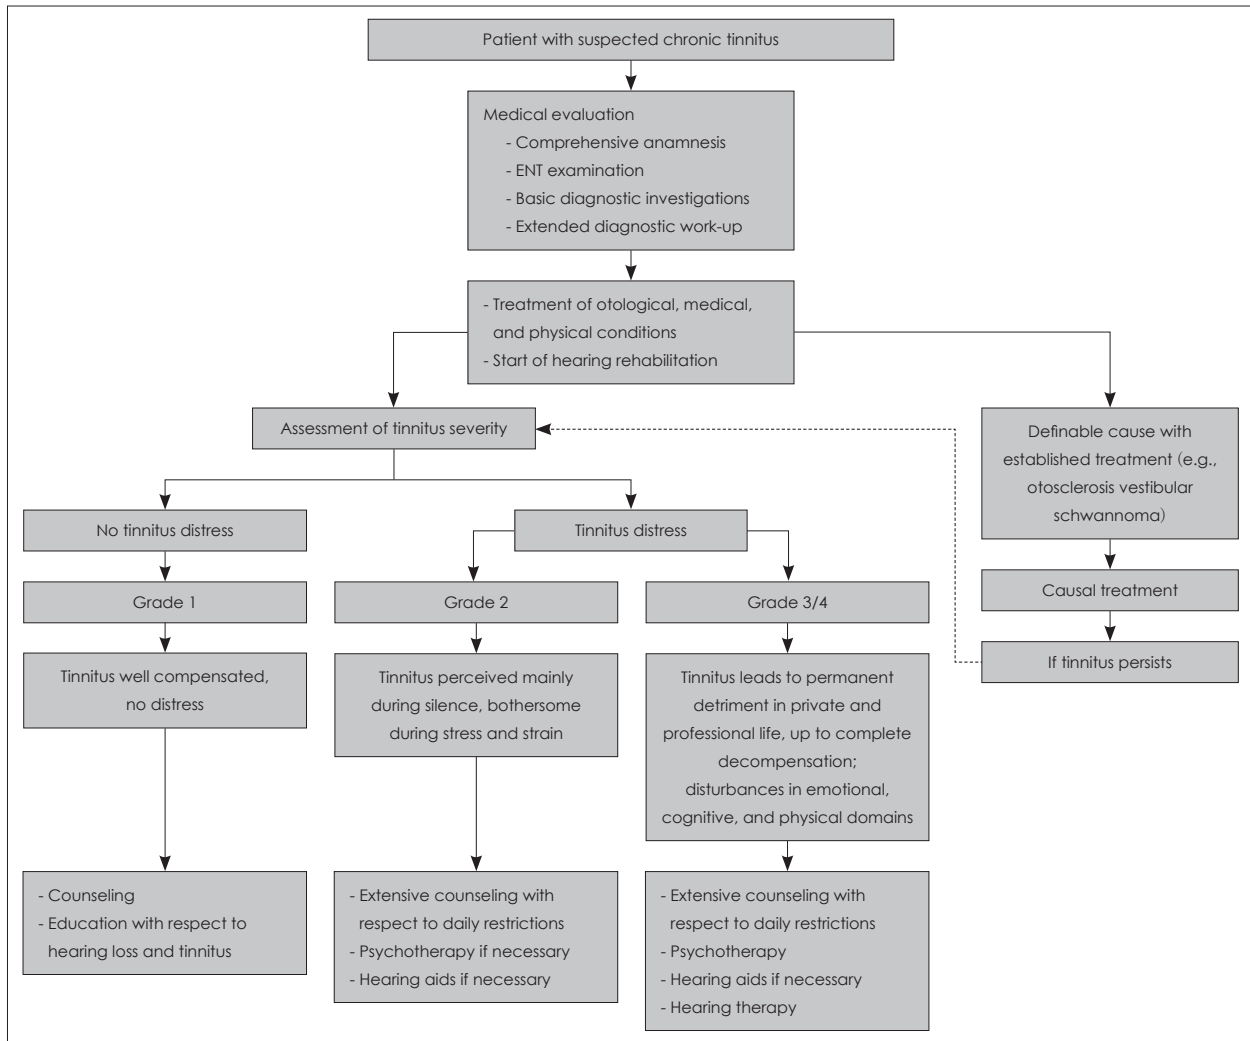 Patient with suspected chronic tinnitus
Medical evaluation
- Comprehensive anamnesis
- ENT examination
- Basic diagnostic investigations
- Extended diagnostic work-up
- Treatment of otological, medical,
and physical conditions
- Start of hearing rehabilitation
Assessment of tinnitus severity
Definable cause with
established treatment (e.g.,
otosclerosis vestibular
schwannoma)
No tinnitus distress
Tinnitus distress
Causal treatment
Grade 1
Grade 2
Grade 3/4
If tinnitus persists
Tinnitus well compensated,
no distress
Tinnitus perceived mainly
during silence, bothersome
during stress and strain
Tinnitus leads to permanent
detriment in private and
professional life, up to complete
decompensation;
disturbances in emotional,
cognitive, and physical domains
- Counseling
- Education with respect to
hearing loss and tinnitus
- Extensive counseling with
respect to daily restrictions
- Psychotherapy if necessary
- Hearing aids if necessary
- Extensive counseling with
respect to daily restrictions
- Psychotherapy
- Hearing aids if necessary
- Hearing therapy